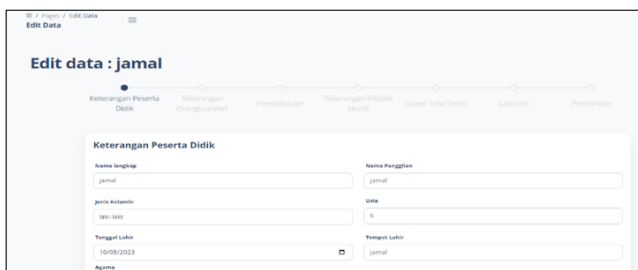 / Pages / Edit Data
Edit Data
Edit data : jamal
Keterangan Peserta Didik
Keterangan Orangtua/Wali
Pendahuluan
Keterangan Pribadi Murid
Survei Tata Tertib
Lain-lain
Pendanaan
Keterangan Peserta Didik
Nama lengkap
Nama Panggilan
jamal
jamal
Jenis Kelamin
Usia
laki-laki
6
Tanggal Lahir
Tempat Lahir
10/08/2023
jamal
Agama